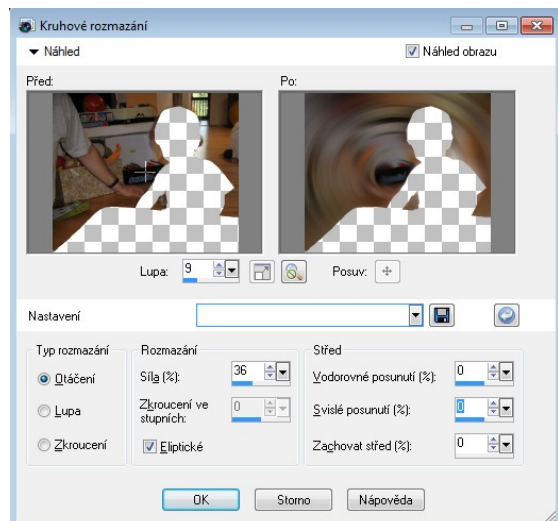 Kruhové rozmazání
Náhled
Náhled obrazu
Před:
Po:
Lupa: 9
Posuv:
Nastavení
Typ rozmazání
Otáčení
Lupa
Zkroucení
Rozmazání
Síla (%): 36
Zkroucení ve
stupních: 0
Eliptické
Střed
Vodorovné posunutí (%): 0
Svislé posunutí (%): 0
Zachovat střed (%): 0
OK
Storno
Nápověda